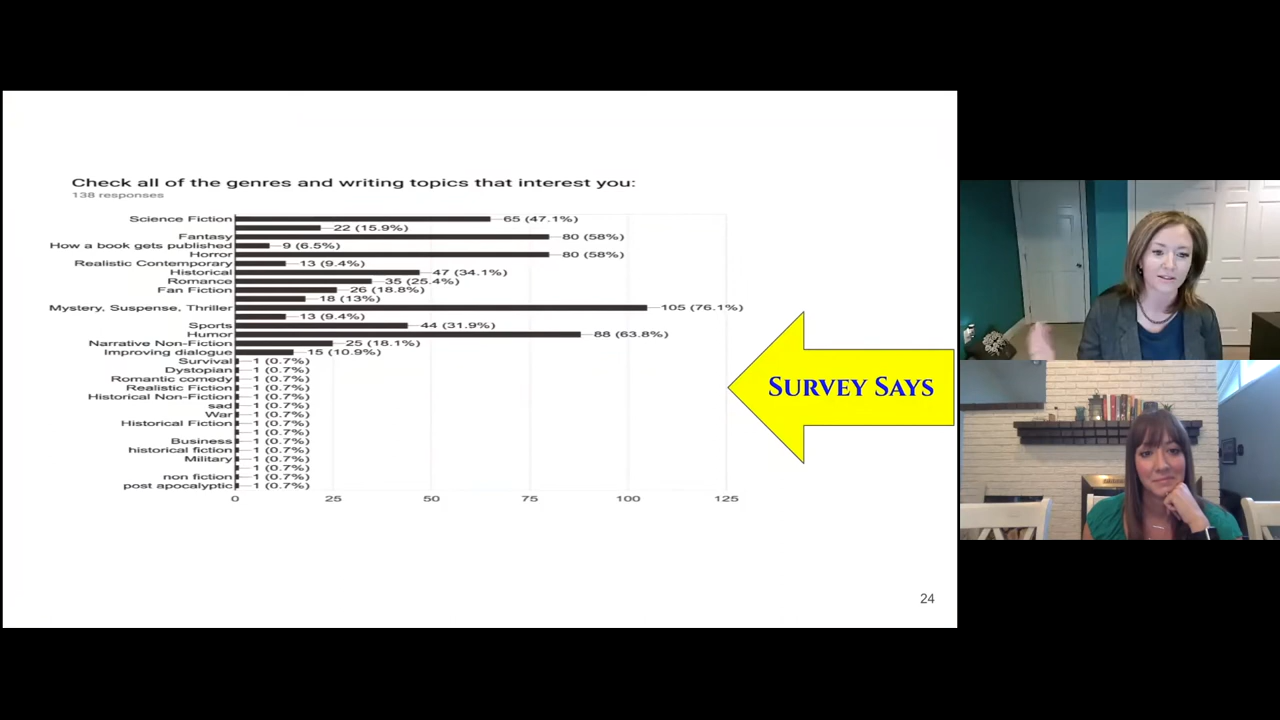 Check all of the genres and writing topics that interest you:
138 responses
Science Fiction 65 (47.1%)
22 (15.9%)
Fantasy 80 (58%)
How a book gets published 9 (6.5%)
Horror 80 (58%)
Realistic Contemporary 13 (9.4%)
Historical 47 (34.1%)
Romance 35 (25.4%)
Fan Fiction 26 (18.8%)
18 (13%)
Mystery, Suspense, Thriller 105 (76.1%)
13 (9.4%)
Sports 44 (31.9%)
Humor 88 (63.8%)
Narrative Non-Fiction 25 (18.1%)
Improving dialogue 15 (10.9%)
Survival 1 (0.7%)
Dystopian 1 (0.7%)
Romantic comedy 1 (0.7%)
Realistic Fiction 1 (0.7%)
Historical Non-Fiction 1 (0.7%)
sad 1 (0.7%)
War 1 (0.7%)
Historical Fiction 1 (0.7%)
1 (0.7%)
Business 1 (0.7%)
historical fiction 1 (0.7%)
Military 1 (0.7%)
1 (0.7%)
non fiction 1 (0.7%)
post apocalyptic 1 (0.7%)
0 25 50 75 100 125
Survey Says
24